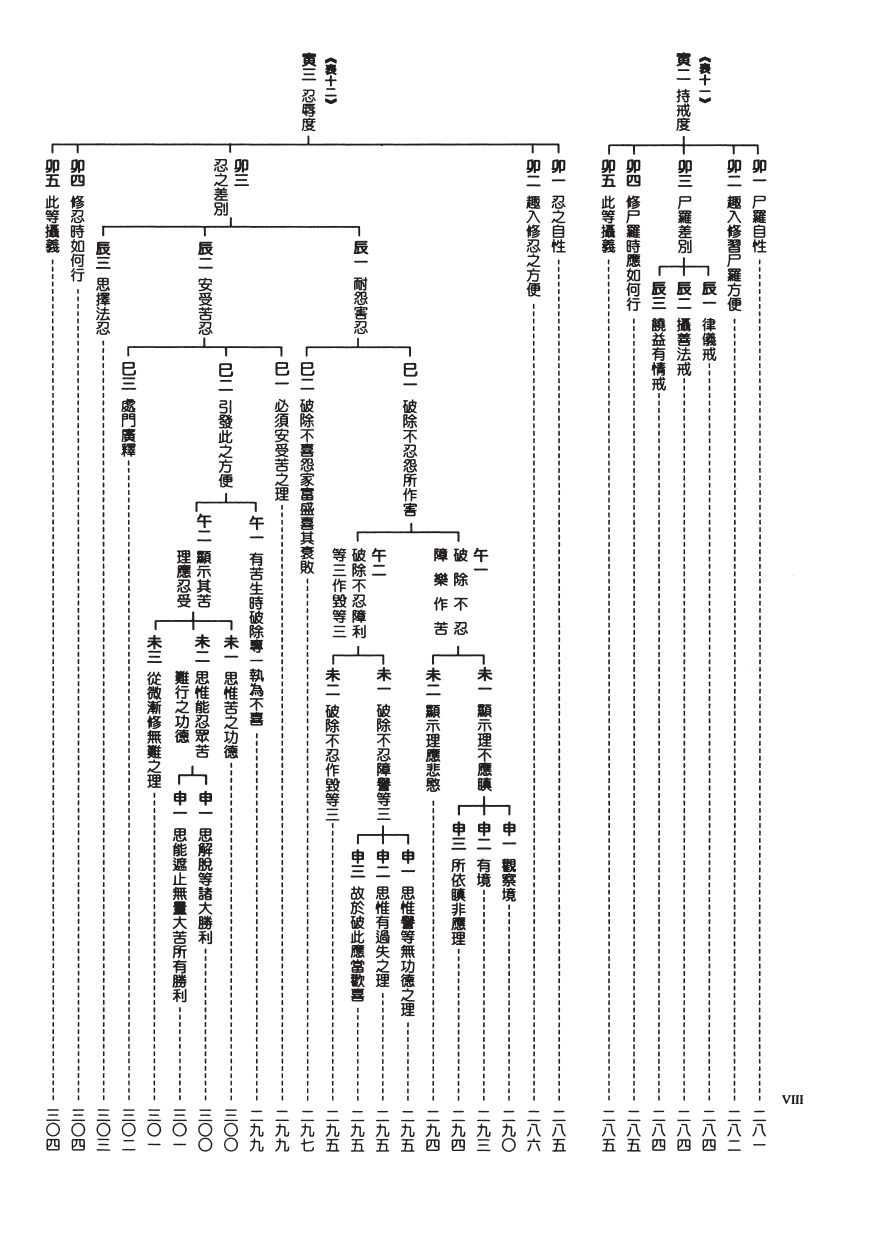 VIII
《表十一》
寅二 持戒度
卯一 尸羅自性 二八一
卯二 趣入修習尸羅方便 二八二
卯三 尸羅差別
辰一 律儀戒 二八四
辰二 攝善法戒 二八四
辰三 饒益有情戒 二八四
卯四 修尸羅時應如何行 二八五
卯五 此等攝義 二八五
《表十二》
寅三 忍辱度
卯一 忍之自性 二八五
卯二 趣入修忍之方便 二八六
卯三
忍之差別
辰一 耐怨害忍
巳一 破除不忍怨所作害
午一
破除不忍
障樂作苦
未一 顯示理不應瞋
申一 觀察境 二九〇
申二 有境 二九三
申三 所依瞋非應理 二九四
未二 顯示理應悲愍 二九四
午二
破除不忍障利
等三作毀等三
未一 破除不忍障譽等三
申一 思惟譽等無功德之理 二九五
申二 思惟有過失之理 二九五
申三 故於破此應當歡喜 二九五
未二 破除不忍作毀等三 二九五
巳二 破除不喜怨家富盛喜其衰敗 二九七
辰二 安受苦忍
巳一 必須安受苦之理 二九九
巳二 引發此之方便
午一 有苦生時破除專一執為不喜 二九九
午二 顯示其苦
理應忍受
未一 思惟苦之功德 三〇〇
未二 思惟能忍眾苦
難行之功德
申一 思解脫等諸大勝利 三〇〇
申一 思能遮止無量大苦所有勝利 三〇一
未三 從微漸修無難之理 三〇一
巳三 處門廣釋 三〇二
辰三 思擇法忍 三〇三
卯四 修忍時如何行 三〇四
卯五 此等攝義 三〇四